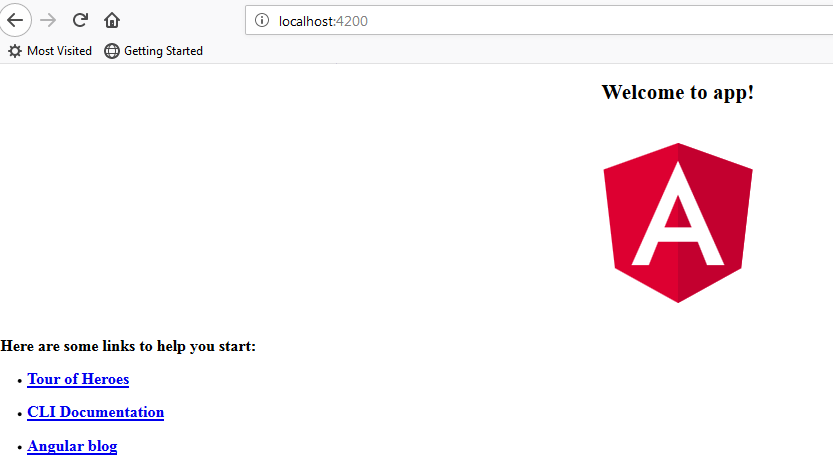 localhost:4200
Most Visited Getting Started
Welcome to app!
A
Here are some links to help you start:
• Tour of Heroes
• CLI Documentation
• Angular blog